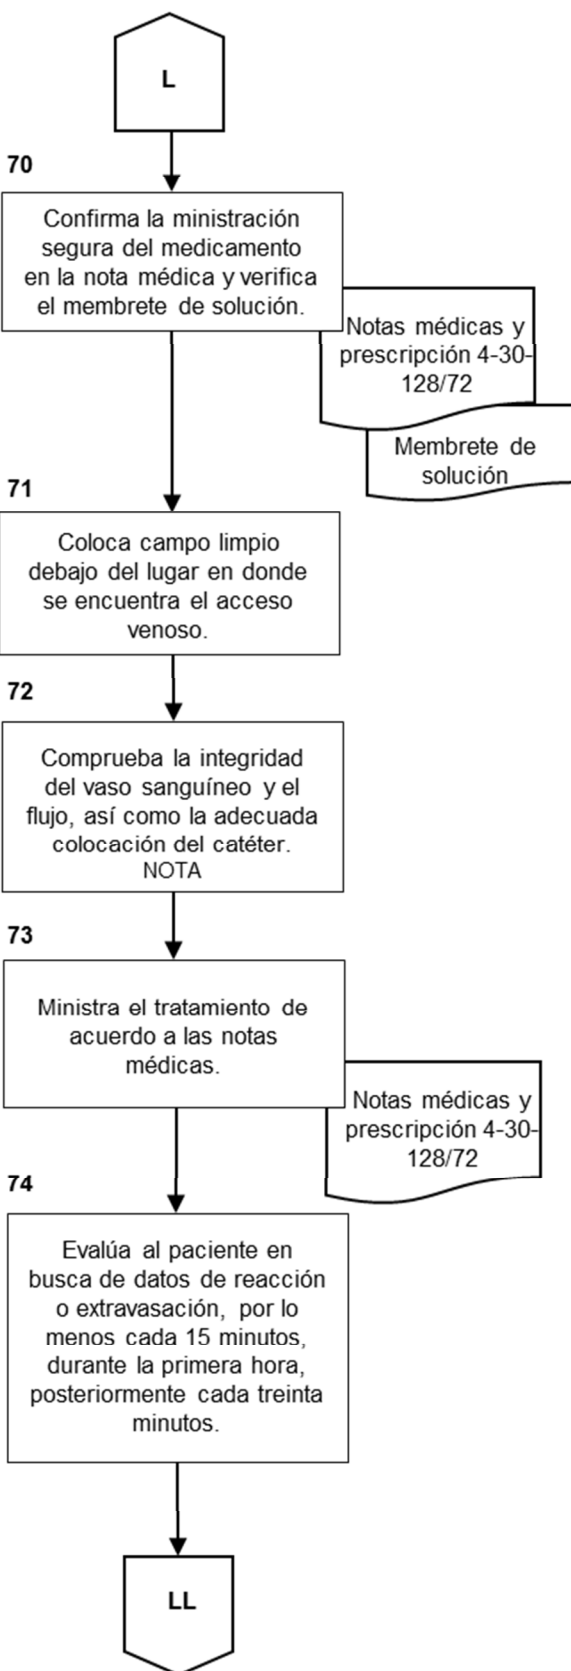 L
70
Confirma la ministración
segura del medicamento
en la nota médica y verifica
el membrete de solución.
Notas médicas y
prescripción 4-30-
128/72
Membrete de
solución
71
Coloca campo limpio
debajo del lugar en donde
se encuentra el acceso
venoso.
72
Comprueba la integridad
del vaso sanguíneo y el
flujo, así como la adecuada
colocación del catéter.
NOTA
73
Ministra el tratamiento de
acuerdo a las notas
médicas.
Notas médicas y
prescripción 4-30-
128/72
74
Evalúa al paciente en
busca de datos de reacción
o extravasación, por lo
menos cada 15 minutos,
durante la primera hora,
posteriormente cada treinta
minutos.
LL